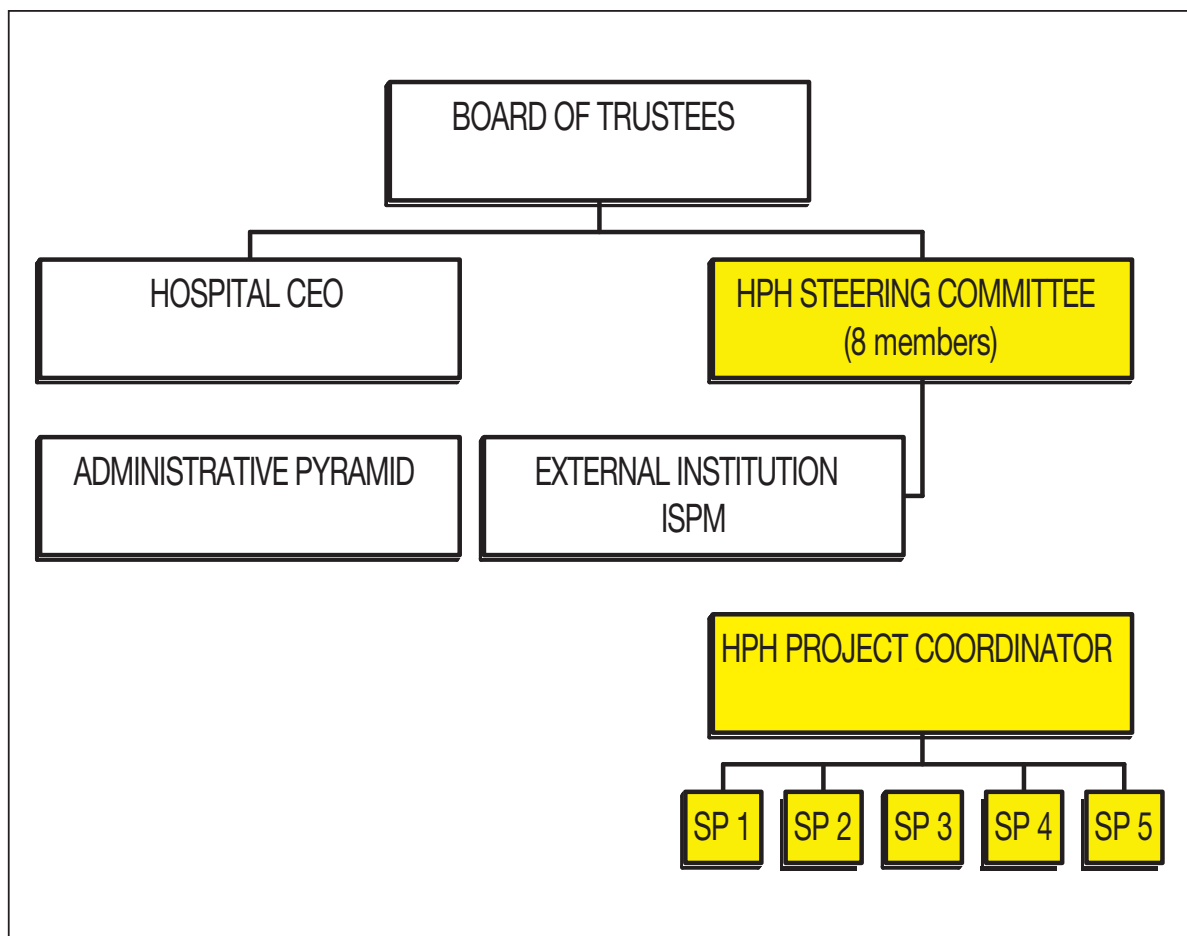 BOARD OF TRUSTEES
HOSPITAL CEO
HPH STEERING COMMITTEE
(8 members)
ADMINISTRATIVE PYRAMID
EXTERNAL INSTITUTION
ISPM
HPH PROJECT COORDINATOR
SP 1
SP 2
SP 3
SP 4
SP 5